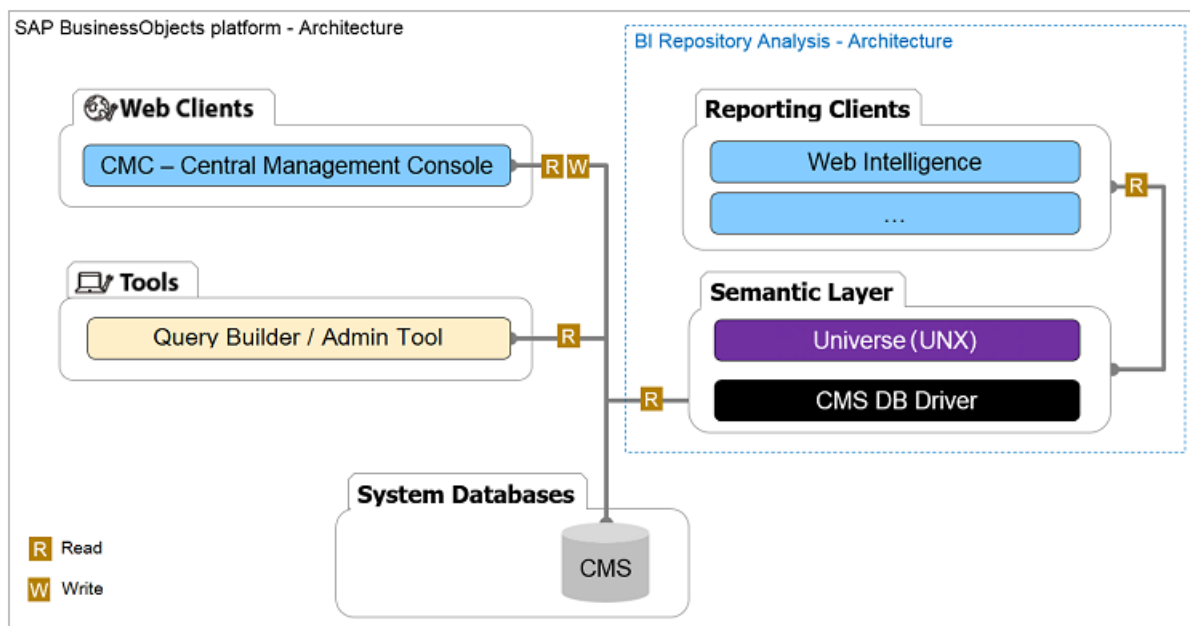 SAP BusinessObjects platform - Architecture
BI Repository Analysis - Architecture
Web Clients
CMC – Central Management Console
R W
Tools
Query Builder / Admin Tool
R
Reporting Clients
Web Intelligence
...
R
Semantic Layer
Universe (UNX)
CMS DB Driver
R
System Databases
CMS
R Read
W Write